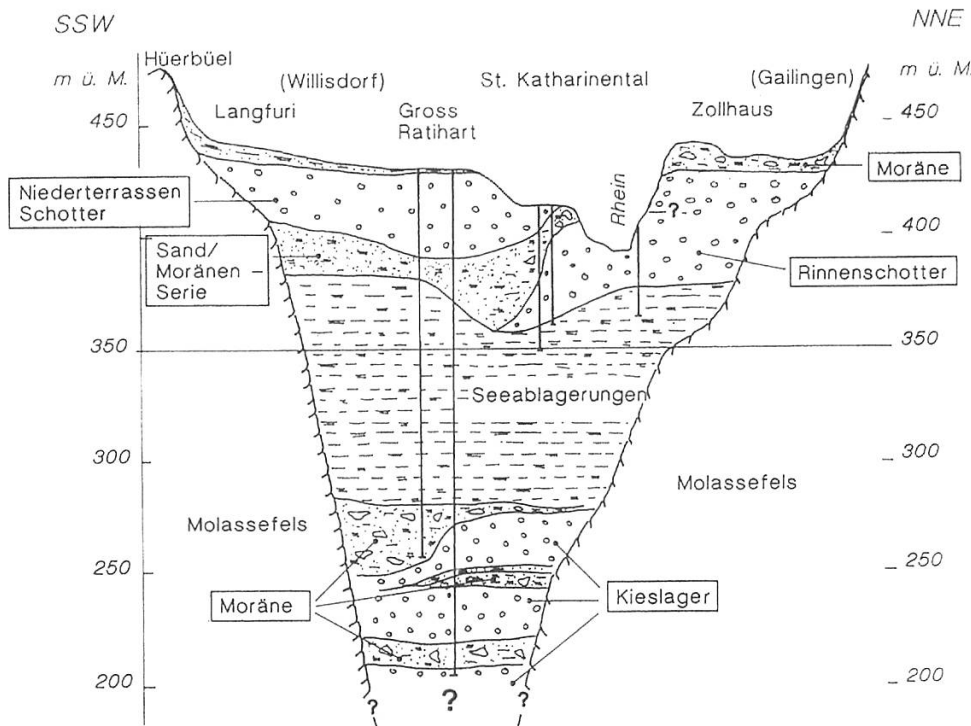 SSW
NNE
Hüerbüel
m ü. M.
(Willisdorf)
St. Katharinental
(Gailingen)
m ü. M.
Langfuri
Gross
Ratihart
Zollhaus
450
450
Moräne
Niederterrassen
Schotter
Rhein
?
400
Sand/
Moränen –
Serie
Rinnenschotter
350
350
Seeablagerungen
300
300
Molassefels
Molassefels
250
250
Moräne
Kieslager
200
200
?
?
?